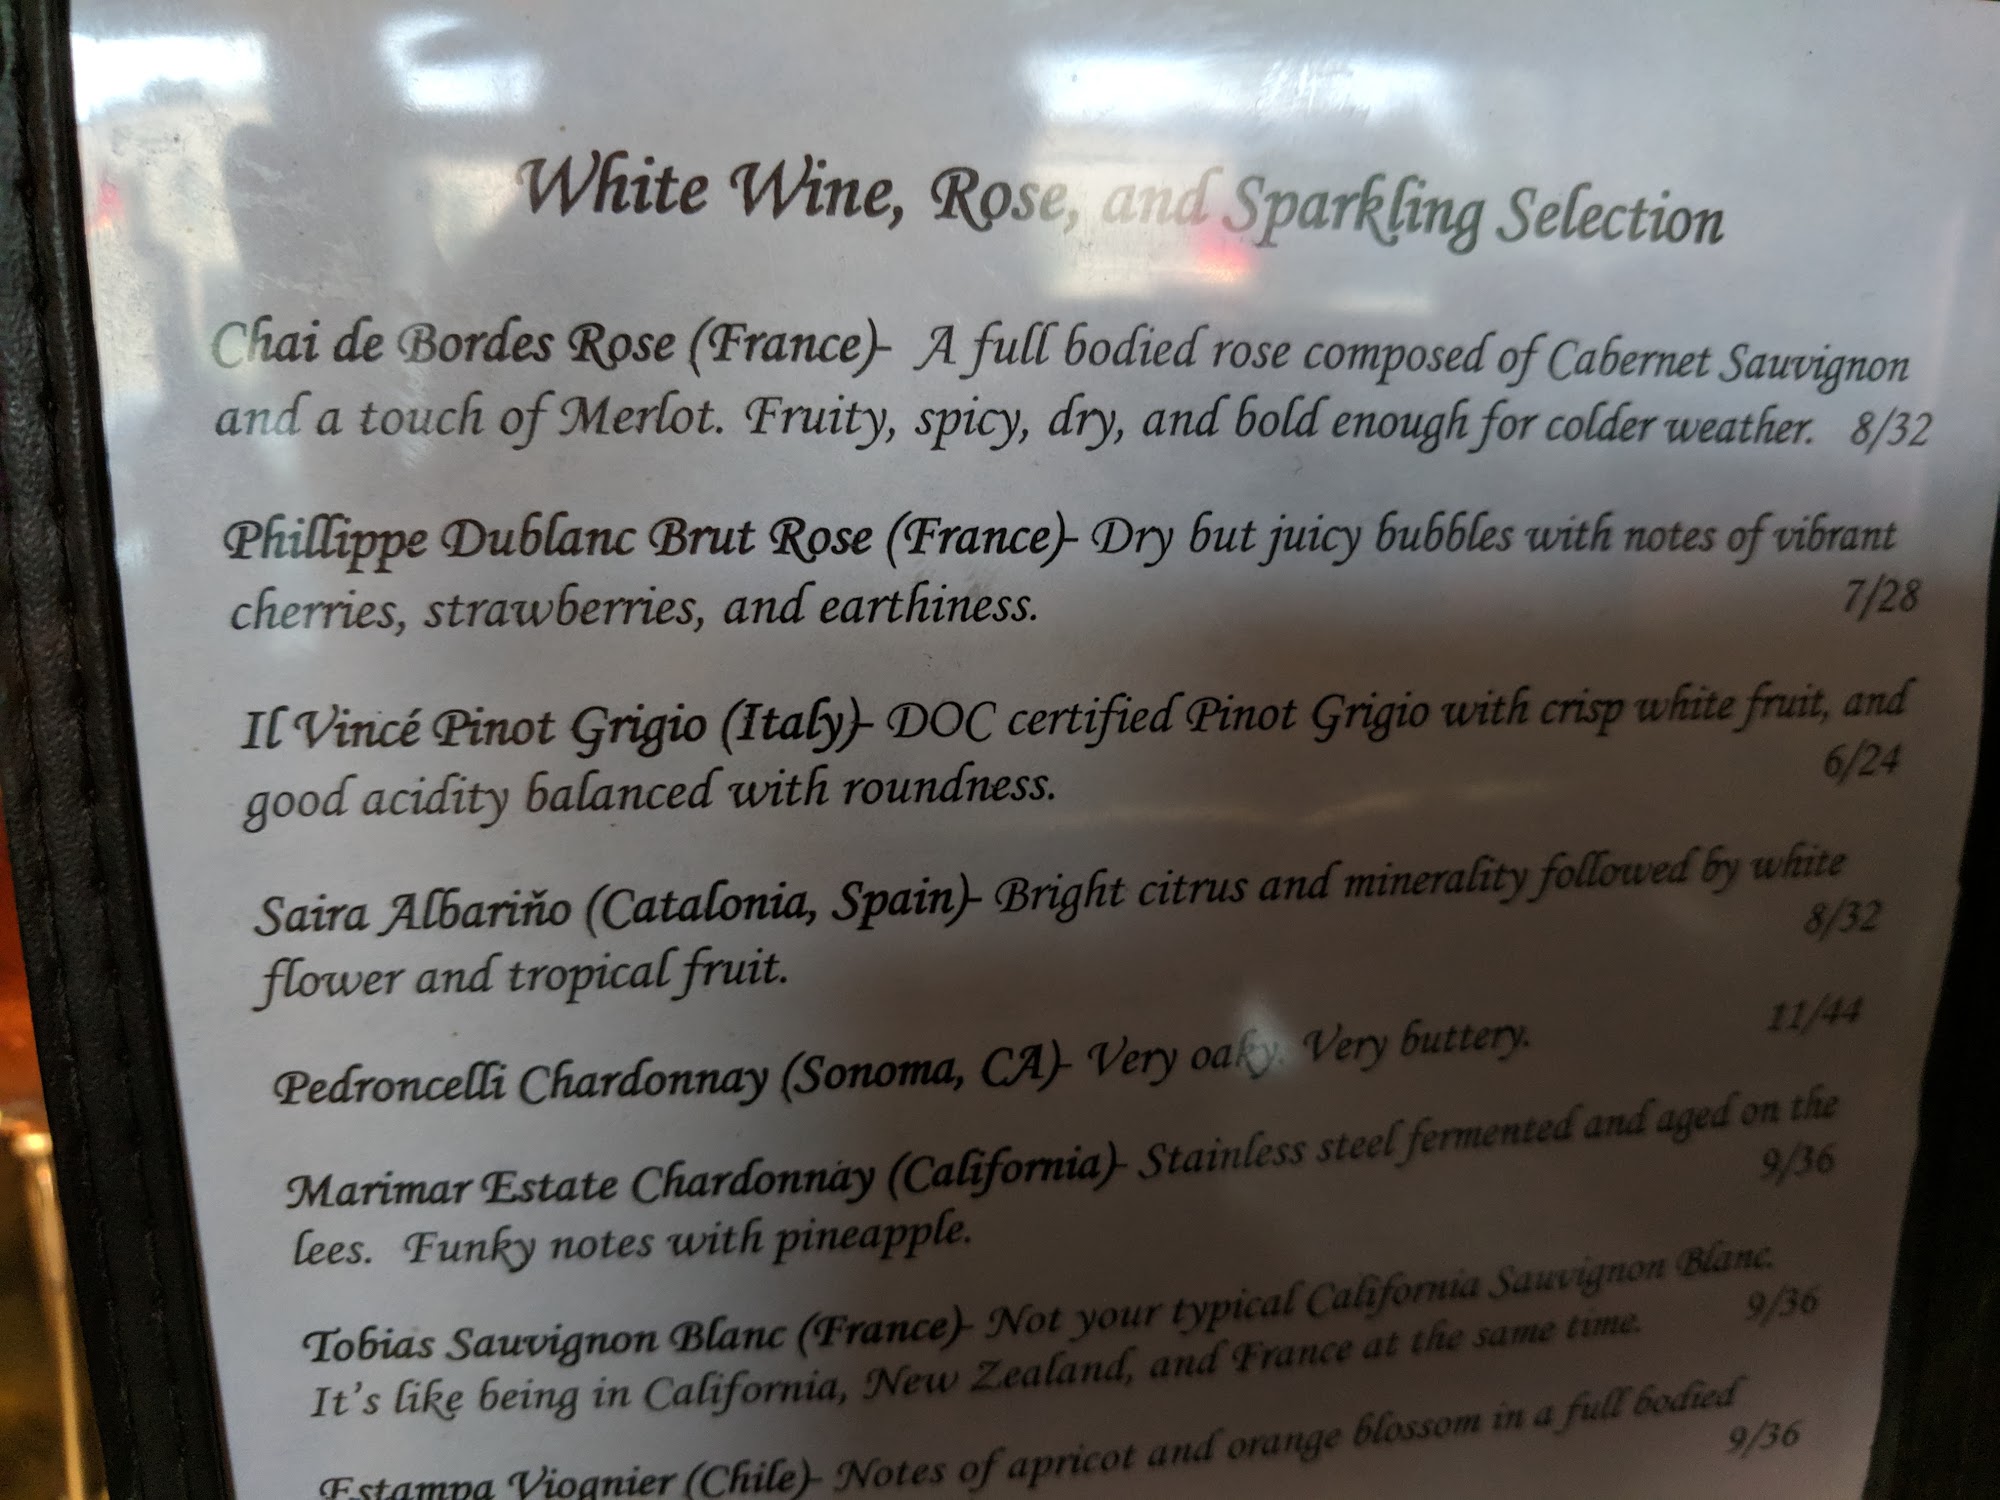 White Wine, Rose, and Sparkling Selection
Chai de Bordes Rose (France)- A full bodied rose composed of Cabernet Sauvignon
and a touch of Merlot. Fruity, spicy, dry, and bold enough for colder weather. 8/32
Phillippe Dublanc Brut Rose (France)- Dry but juicy bubbles with notes of vibrant
cherries, strawberries, and earthiness. 7/28
Il Vincé Pinot Grigio (Italy)- DOC certified Pinot Grigio with crisp white fruit, and
good acidity balanced with roundness. 6/24
Saira Albariňo (Catalonia, Spain)- Bright citrus and minerality followed by white
flower and tropical fruit. 8/32
Pedroncelli Chardonnay (Sonoma, CA)- Very oaky. Very buttery. 11/44
Marimar Estate Chardonnay (California)- Stainless steel fermented and aged on the
lees. Funky notes with pineapple. 9/36
Tobias Sauvignon Blanc (France)- Not your typical California Sauvignon Blanc.
It's like being in California, New Zealand, and France at the same time. 9/36
Estampa Viognier (Chile)- Notes of apricot and orange blossom in a full bodied
9/36